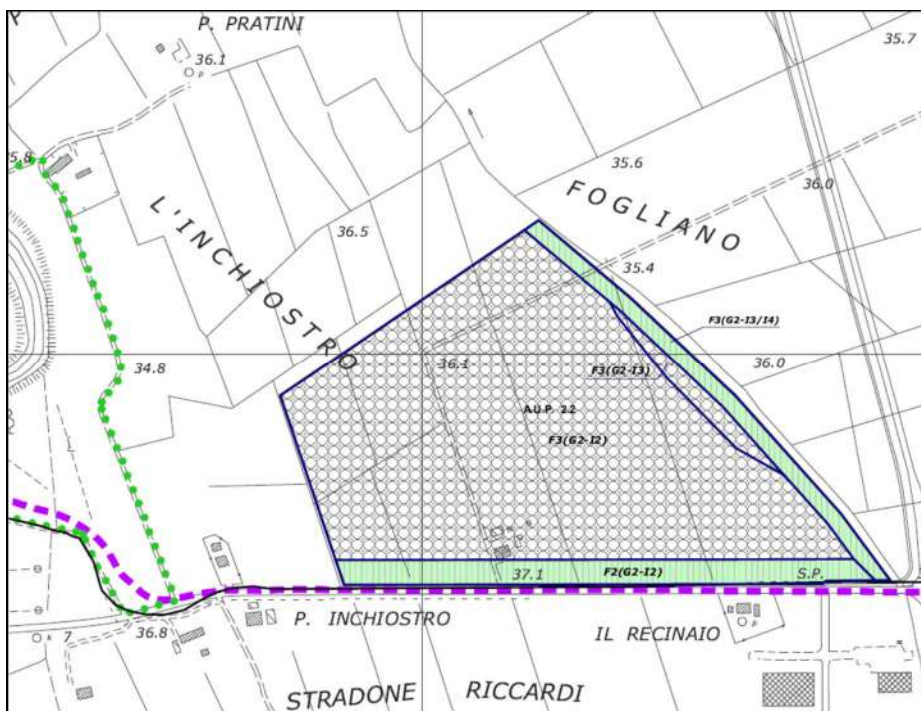 P. PRATINI
36.1
35.7
5.8
35.6
36.0
FOGLIANO
L'INCHIOSTRO
36.5
35.4
F3(G2-I3/I4)
34.8
36.1
F3(G2-I3)
36.0
A.U.P. 2.2
F3(G2-I2)
37.1
F2(G2-I2)
S.P.
P. INCHIOSTRO
IL RECINAIO
36.8
7
STRADONE RICCARDI